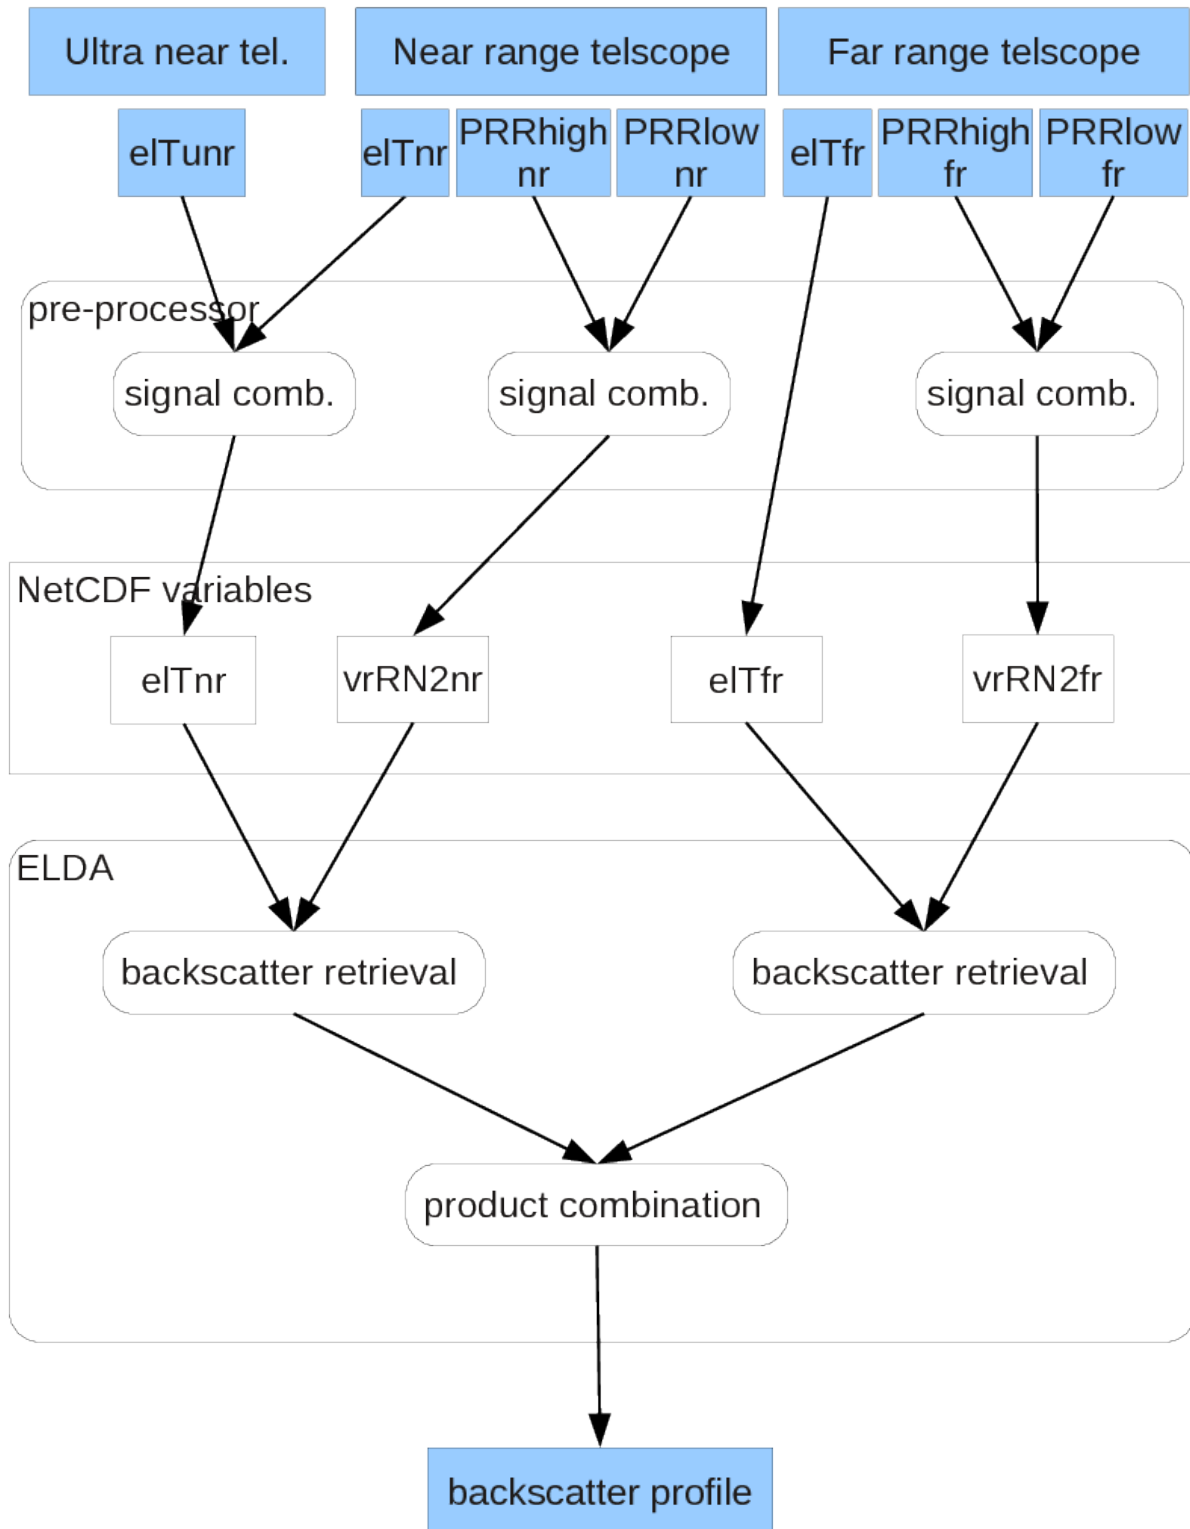 Ultra near tel.
Near range telscope
Far range telscope
elTunr
elTnr
PRRhigh
nr
PRRlow
nr
elTfr
PRRhigh
fr
PRRlow
fr
pre-processor
signal comb.
signal comb.
signal comb.
NetCDF variables
elTnr
vrRN2nr
elTfr
vrRN2fr
ELDA
backscatter retrieval
backscatter retrieval
product combination
backscatter profile